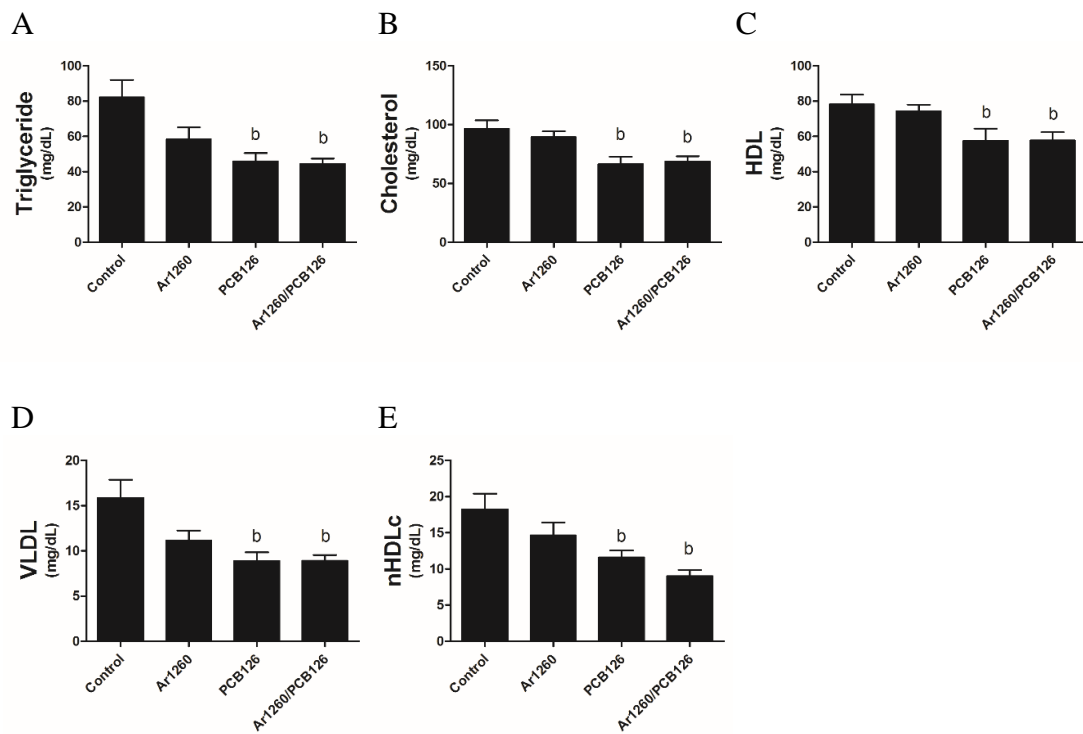 A
Triglyceride
(mg/dL)
100
80
60
40
20
0
b
b
Control
Ar1260
PCB126
Ar1260/PCB126
B
Cholesterol
(mg/dL)
150
100
50
0
b
b
Control
Ar1260
PCB126
Ar1260/PCB126
C
HDL
(mg/dL)
100
80
60
40
20
0
b
b
Control
Ar1260
PCB126
Ar1260/PCB126
D
VLDL
(mg/dL)
20
15
10
5
0
b
b
Control
Ar1260
PCB126
Ar1260/PCB126
E
nHDLc
(mg/dL)
25
20
15
10
5
0
b
b
Control
Ar1260
PCB126
Ar1260/PCB126